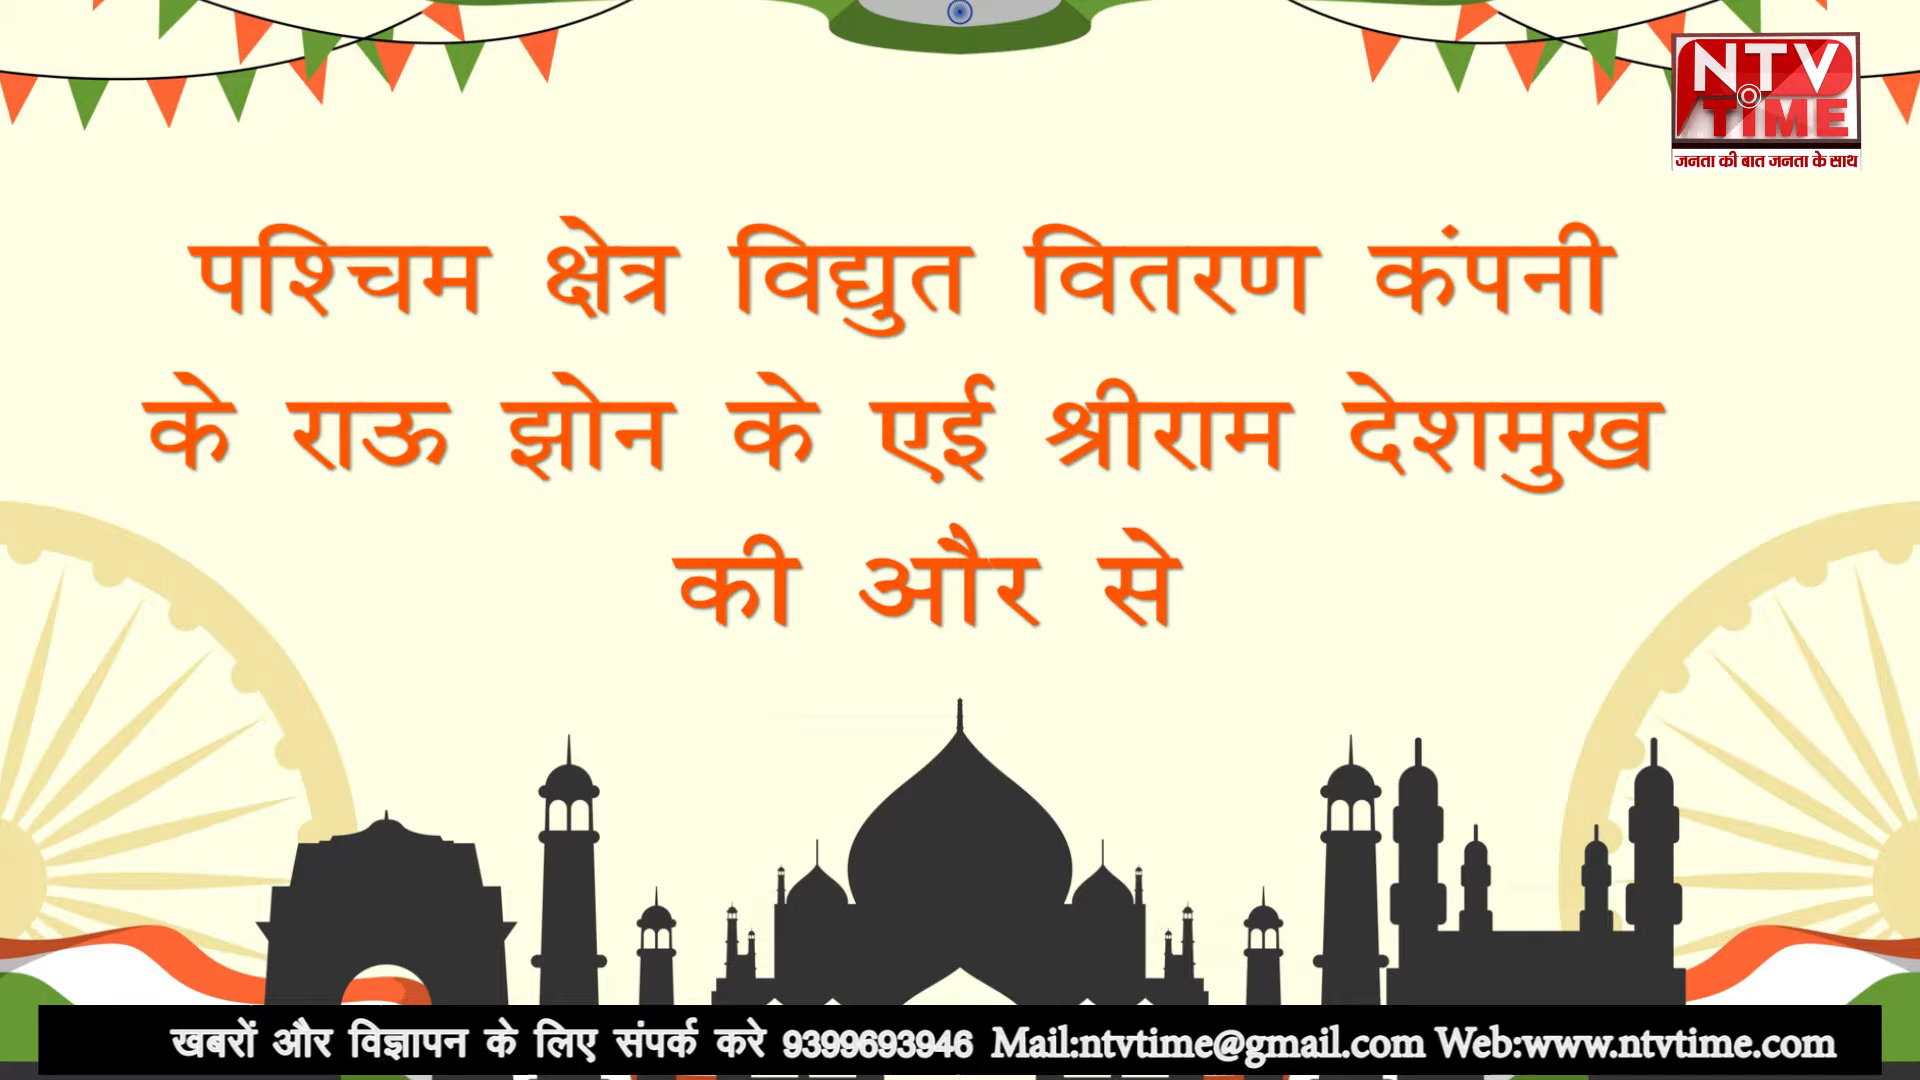 NTV
TIME
जनता की बात जनता के साथ
पश्चिम क्षेत्र विद्युत वितरण कंपनी
के राऊ झोन के एई श्रीराम देशमुख
की और से
खबरों और विज्ञापन के लिए संपर्क करे 9399693946 Mail:ntvtime@gmail.com Web:www.ntvtime.com